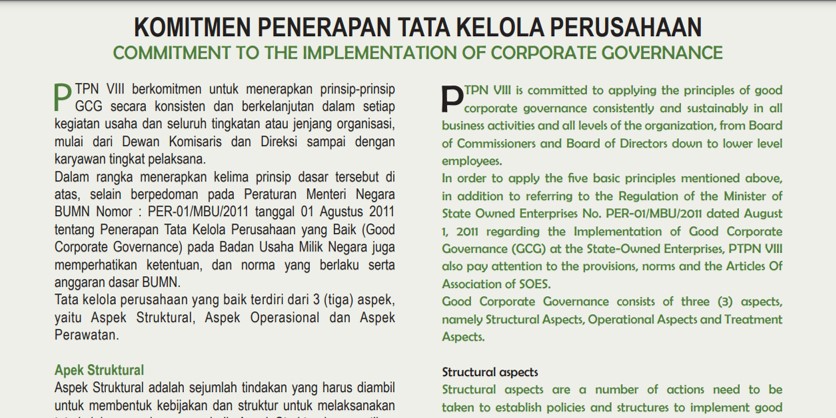 KOMITMEN PENERAPAN TATA KELOLA PERUSAHAAN
COMMITMENT TO THE IMPLEMENTATION OF CORPORATE GOVERNANCE
PTPN VIII berkomitmen untuk menerapkan prinsip-prinsip
GCG secara konsisten dan berkelanjutan dalam setiap
kegiatan usaha dan seluruh tingkatan atau jenjang organisasi,
mulai dari Dewan Komisaris dan Direksi sampai dengan
karyawan tingkat pelaksana.
Dalam rangka menerapkan kelima prinsip dasar tersebut di
atas, selain berpedoman pada Peraturan Menteri Negara
BUMN Nomor : PER-01/MBU/2011 tanggal 01 Agustus 2011
tentang Penerapan Tata Kelola Perusahaan yang Baik (Good
Corporate Governance) pada Badan Usaha Milik Negara juga
memperhatikan ketentuan, dan norma yang berlaku serta
anggaran dasar BUMN.
Tata kelola perusahaan yang baik terdiri dari 3 (tiga) aspek,
yaitu Aspek Struktural, Aspek Operasional dan Aspek
Perawatan.
Apek Struktural
Aspek Struktural adalah sejumlah tindakan yang harus diambil
untuk membentuk kebijakan dan struktur untuk melaksanakan
PTPN VIII is committed to applying the principles of good
corporate governance consistently and sustainably in all
business activities and all levels of the organization, from Board
of Commissioners and Board of Directors down to lower level
employees.
In order to apply the five basic principles mentioned above,
in addition to referring to the Regulation of the Minister of
State Owned Enterprises No. PER-01/MBU/2011 dated August
1, 2011 regarding the Implementation of Good Corporate
Governance (GCG) at the State-Owned Enterprises, PTPN VIII
also pay attention to the provisions, norms and the Articles Of
Association of SOES.
Good Corporate Governance consists of three (3) aspects,
namely Structural Aspects, Operational Aspects and Treatment
Aspects.
Structural aspects
Structural aspects are a number of actions need to be
taken to establish policies and structures to implement good